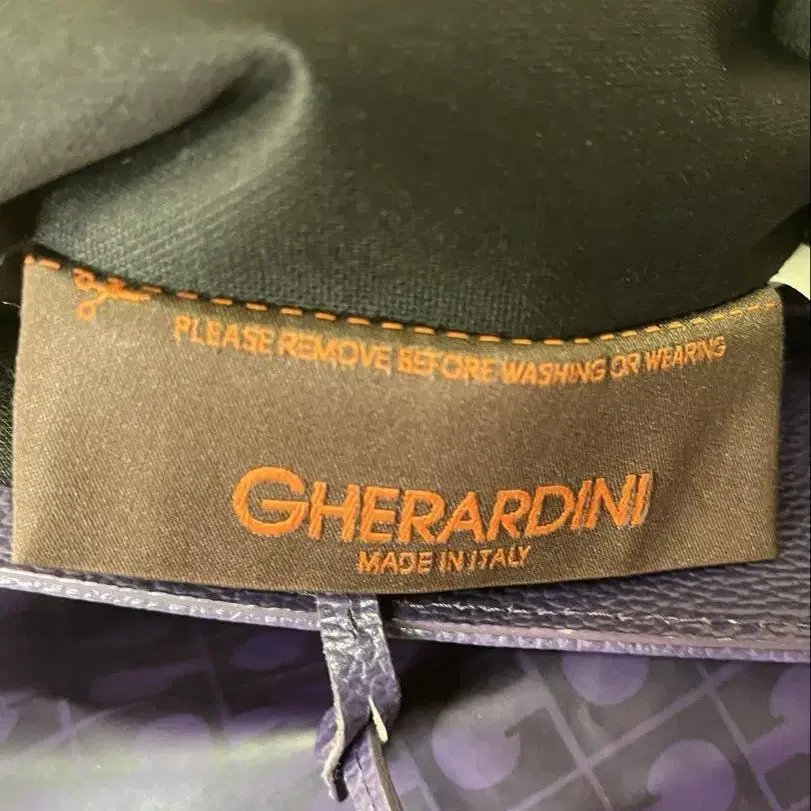 PLEASE REMOVE BEFORE WASHING OR WEARING
GHERARDINI
MADE IN ITALY